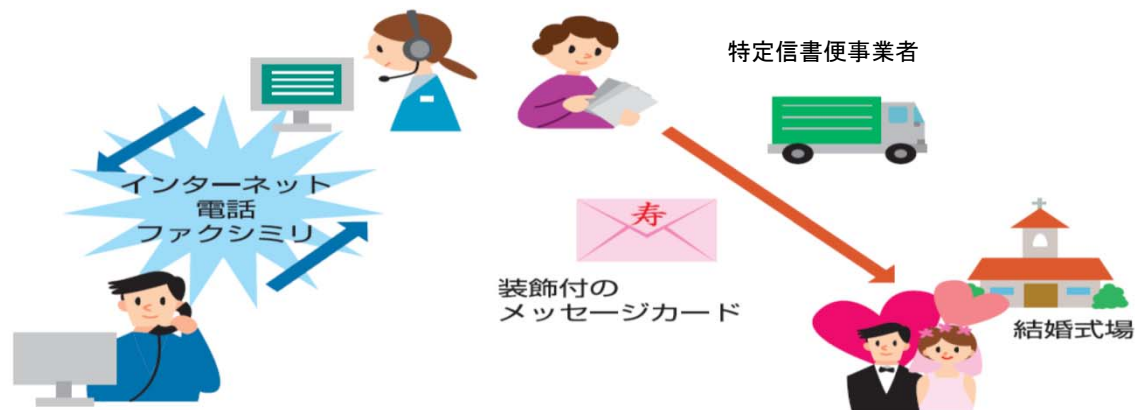 特定信書便事業者
インターネット
電話
ファクシミリ
寿
装飾付の
メッセージカード
結婚式場